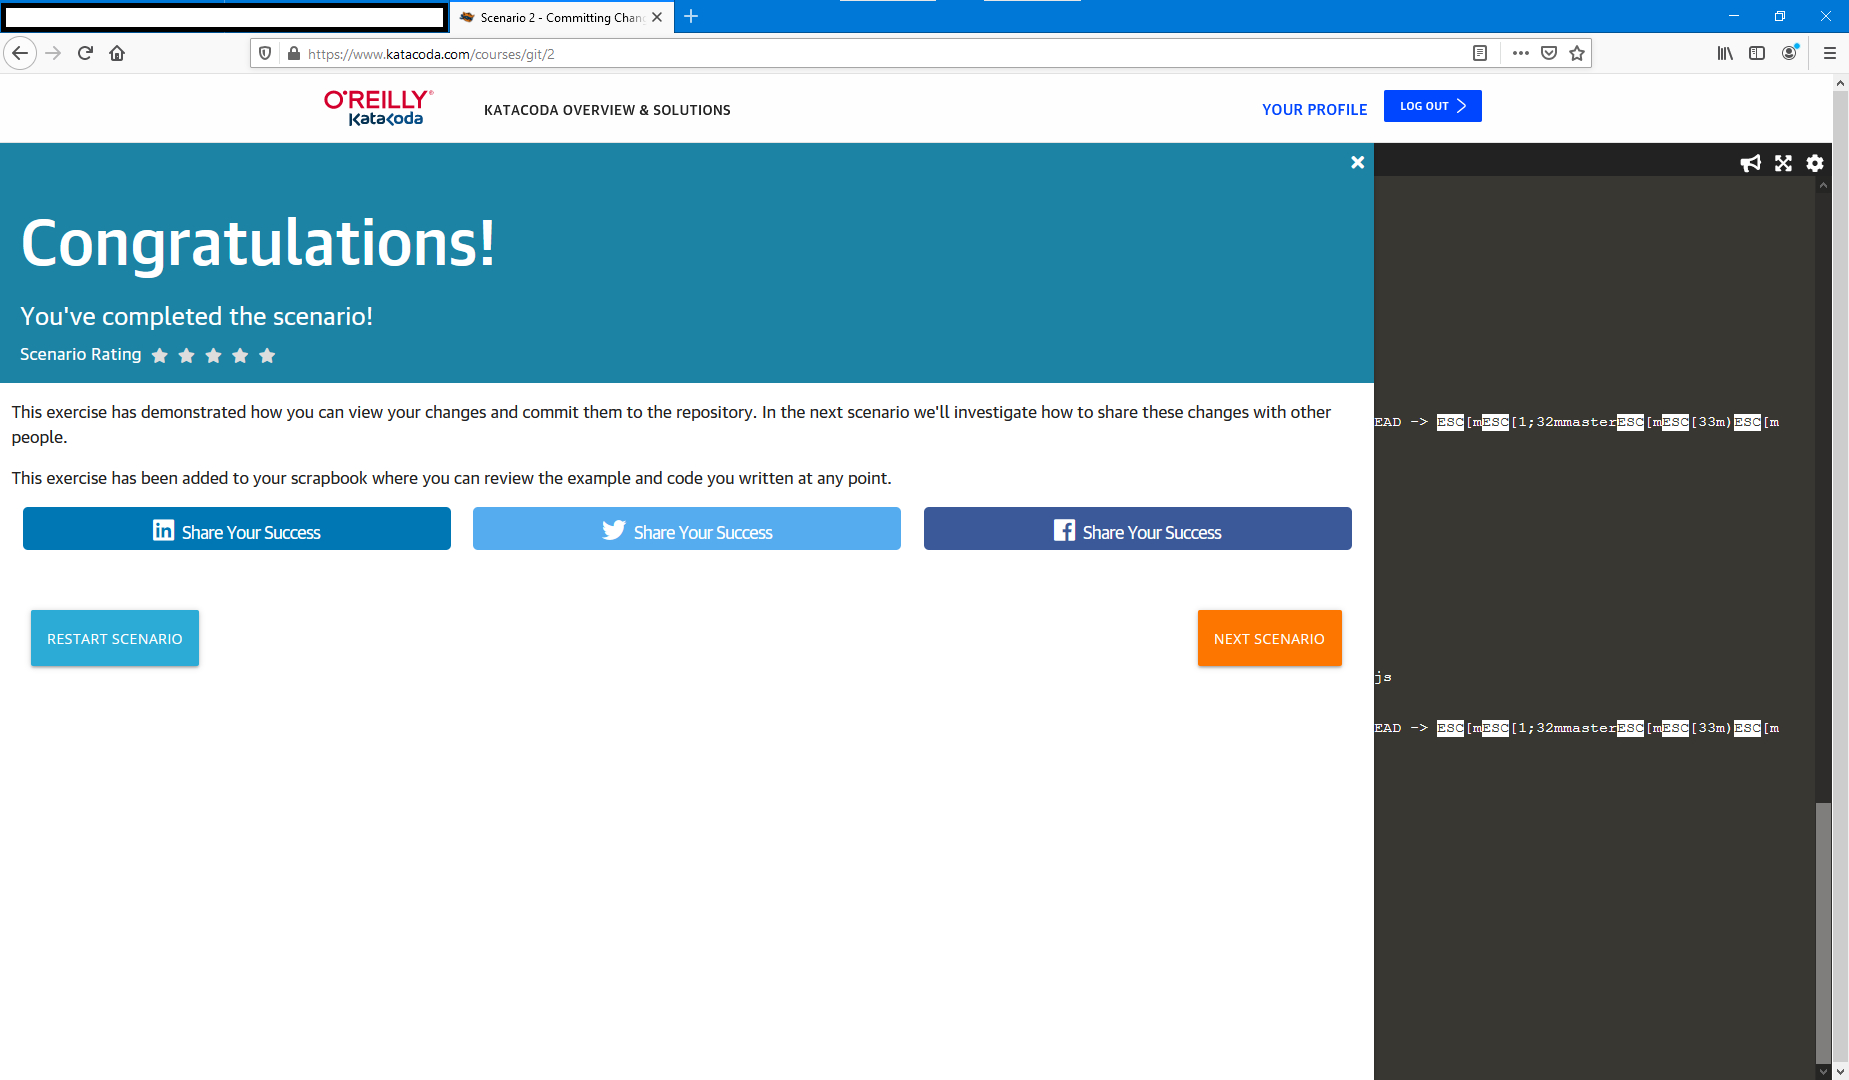 Scenario 2 - Committing Chang
https://www.katacoda.com/courses/git/2
O'REILLY®
KataKoda
KATACODA OVERVIEW & SOLUTIONS
YOUR PROFILE
LOG OUT
Congratulations!
You've completed the scenario!
Scenario Rating
This exercise has demonstrated how you can view your changes and commit them to the repository. In the next scenario we'll investigate how to share these changes with other
people.
This exercise has been added to your scrapbook where you can review the example and code you written at any point.
Share Your Success
Share Your Success
Share Your Success
RESTART SCENARIO
NEXT SCENARIO
EAD -> ESC[mESC[1;32mmasterESC[mESC[33m)ESC[m
js
EAD -> ESC[mESC[1;32mmasterESC[mESC[33m)ESC[m